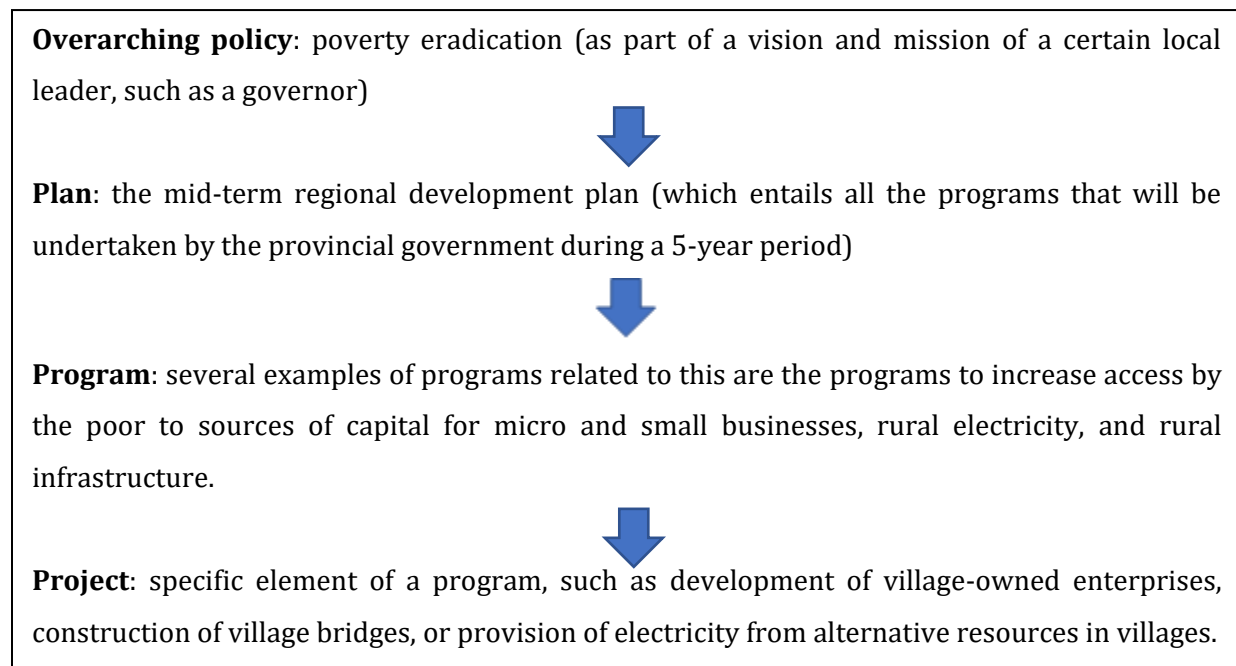 Overarching policy: poverty eradication (as part of a vision and mission of a certain local
leader, such as a governor)
Plan: the mid-term regional development plan (which entails all the programs that will be
undertaken by the provincial government during a 5-year period)
Program: several examples of programs related to this are the programs to increase access by
the poor to sources of capital for micro and small businesses, rural electricity, and rural
infrastructure.
Project: specific element of a program, such as development of village-owned enterprises,
construction of village bridges, or provision of electricity from alternative resources in villages.